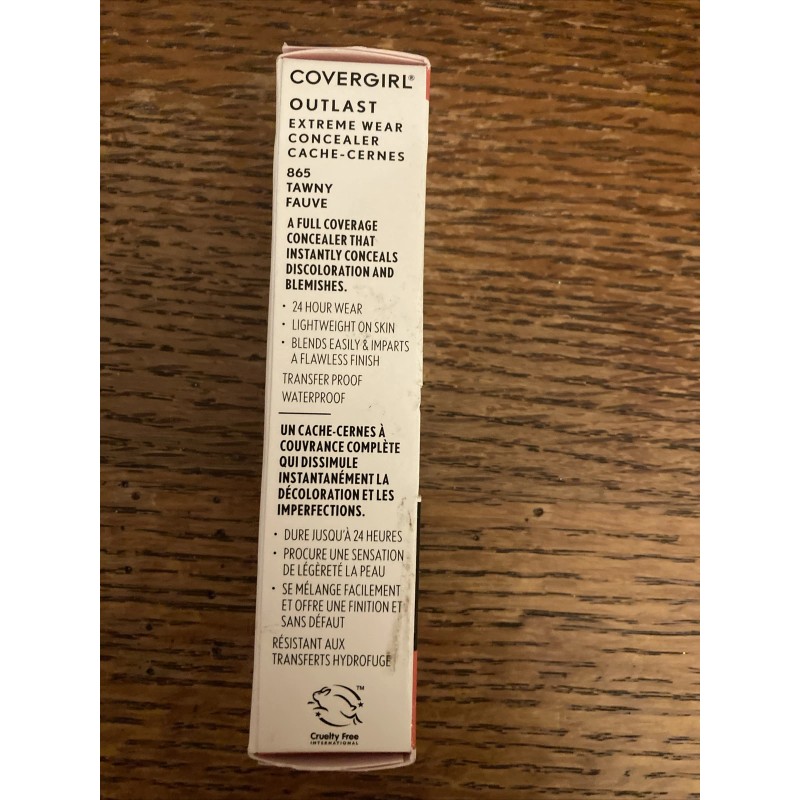 COVERGIRL®
OUTLAST
EXTREME WEAR
CONCEALER
CACHE-CERNES
865
TAWNY
FAUVE
A FULL COVERAGE
CONCEALER THAT
INSTANTLY CONCEALS
DISCOLORATION AND
BLEMISHES.
• 24 HOUR WEAR
• LIGHTWEIGHT ON SKIN
• BLENDS EASILY & IMPARTS
A FLAWLESS FINISH
TRANSFER PROOF
WATERPROOF
UN CACHE-CERNES À
COUVRANCE COMPLÈTE
QUI DISSIMULE
INSTANTANÉMENT LA
DÉCOLORATION ET LES
IMPERFECTIONS.
• DURE JUSQU'À 24 HEURES
• PROCURE UNE SENSATION
DE LÉGÈRETÉ LA PEAU
• SE MÉLANGE FACILEMENT
ET OFFRE UNE FINITION ET
SANS DÉFAUT
RÉSISTANT AUX
TRANSFERTS HYDROFUGE
TM
Cruelty Free
INTERNATIONAL